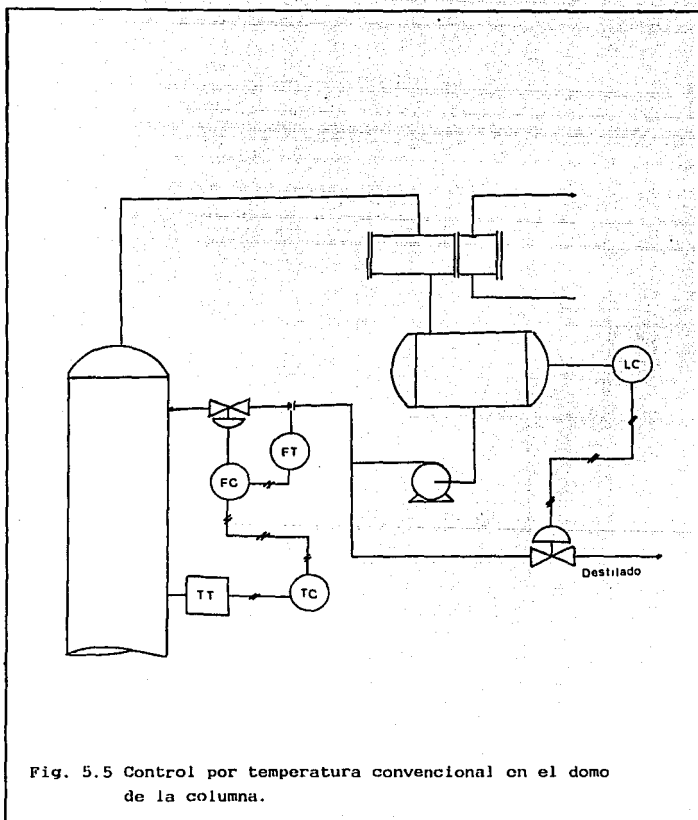 LC
FT
FC
TT
TC
Destilado
Fig. 5.5 Control por temperatura convencional en el domo
de la columna.